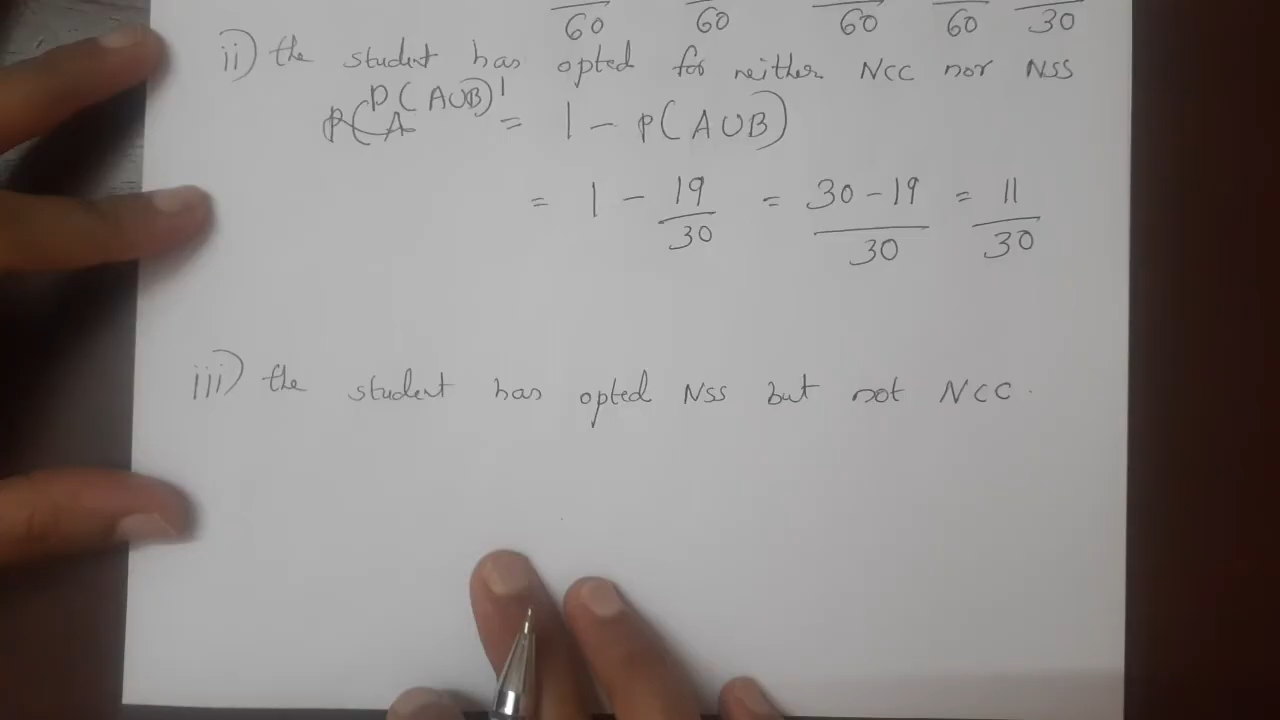 60 60 60 60 30
ii) the student has opted for neither NCC nor NSS
P(A P(A∪B)' = 1 - P(A∪B)
= 1 - 19/30 = 30-19/30 = 11/30
iii) the student has opted NSS but not NCC.